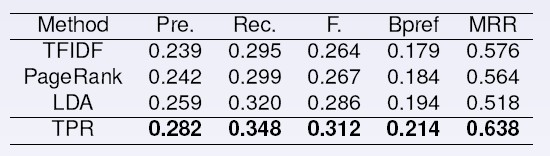 Method Pre. Rec. F. Bpref MRR
TFIDF 0.239 0.295 0.264 0.179 0.576
PageRank 0.242 0.299 0.267 0.184 0.564
LDA 0.259 0.320 0.286 0.194 0.518
TPR 0.282 0.348 0.312 0.214 0.638